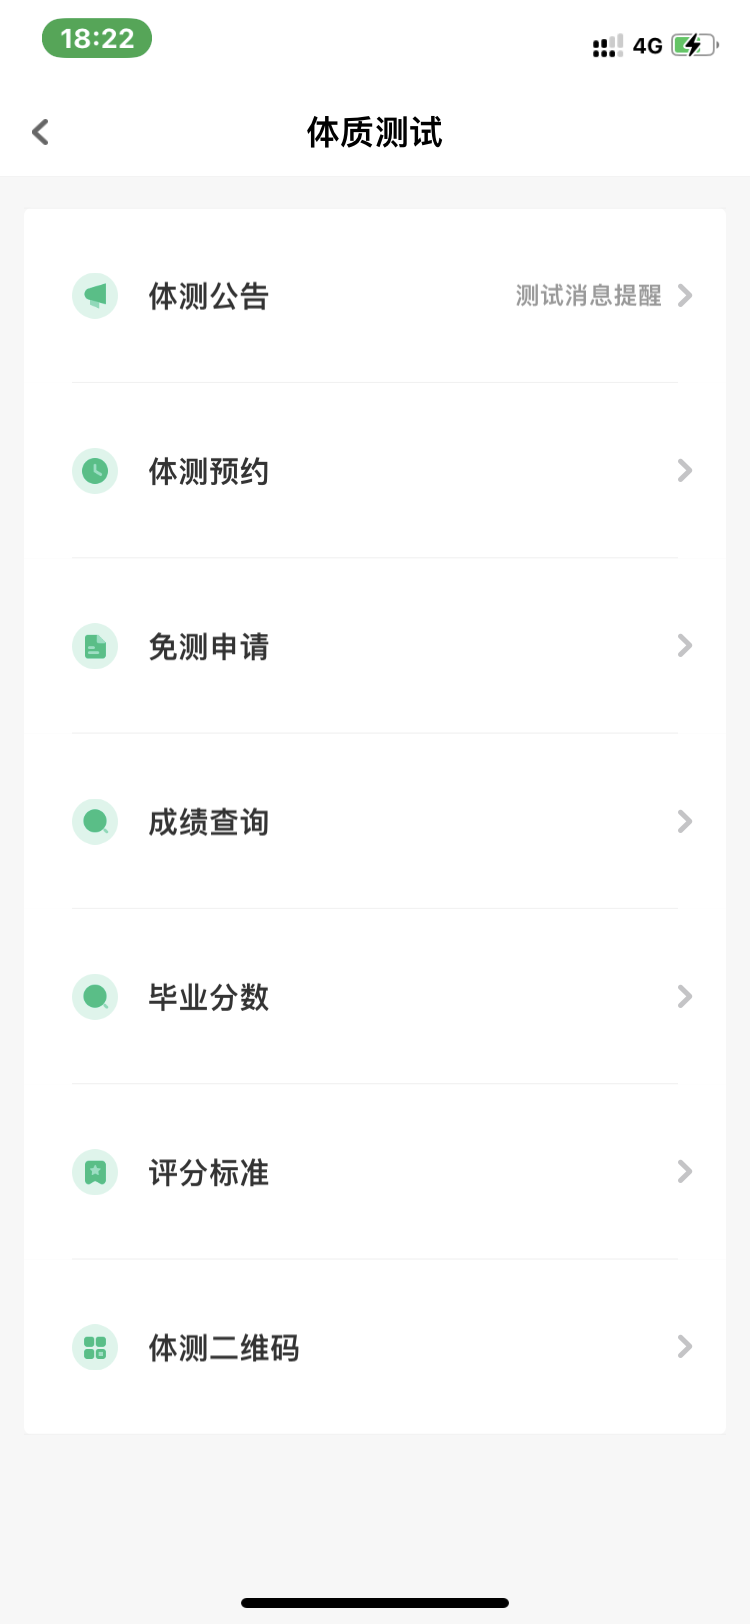 18:22
4G
体质测试
体测公告
测试消息提醒
体测预约
免测申请
成绩查询
毕业分数
评分标准
体测二维码